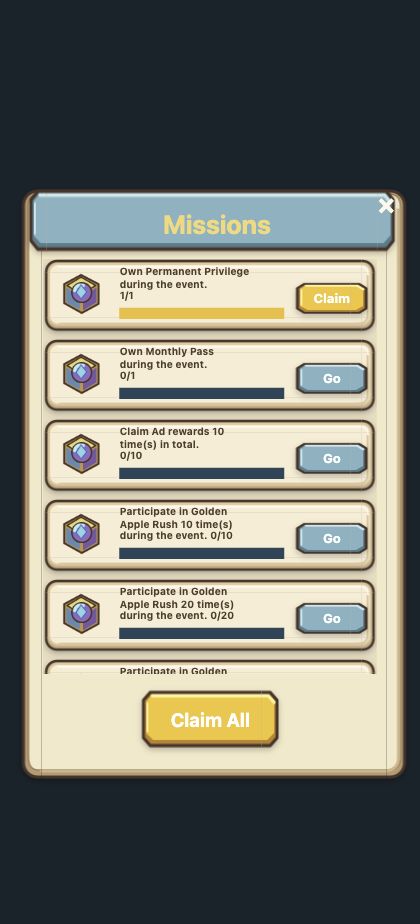 Missions
Own Permanent Privilege
during the event.
1/1
Claim
Own Monthly Pass
during the event.
0/1
Go
Claim Ad rewards 10
time(s) in total.
0/10
Go
Participate in Golden
Apple Rush 10 time(s)
during the event. 0/10
Go
Participate in Golden
Apple Rush 20 time(s)
during the event. 0/20
Go
Participate in Golden
Claim All